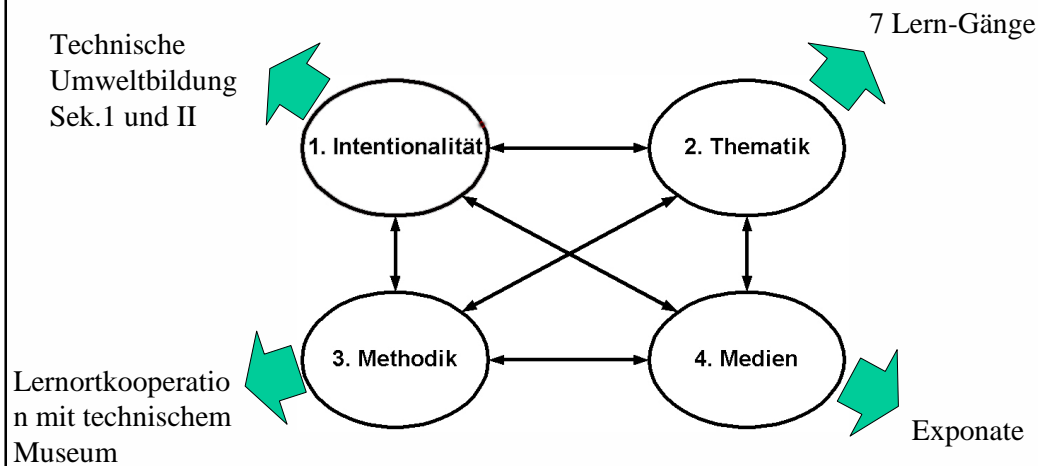 7 Lern-Gänge
Technische
Umweltbildung
Sek.1 und II
1. Intentionalität
2. Thematik
3. Methodik
4. Medien
Lernortkooperatio
n mit technischem
Museum
Exponate